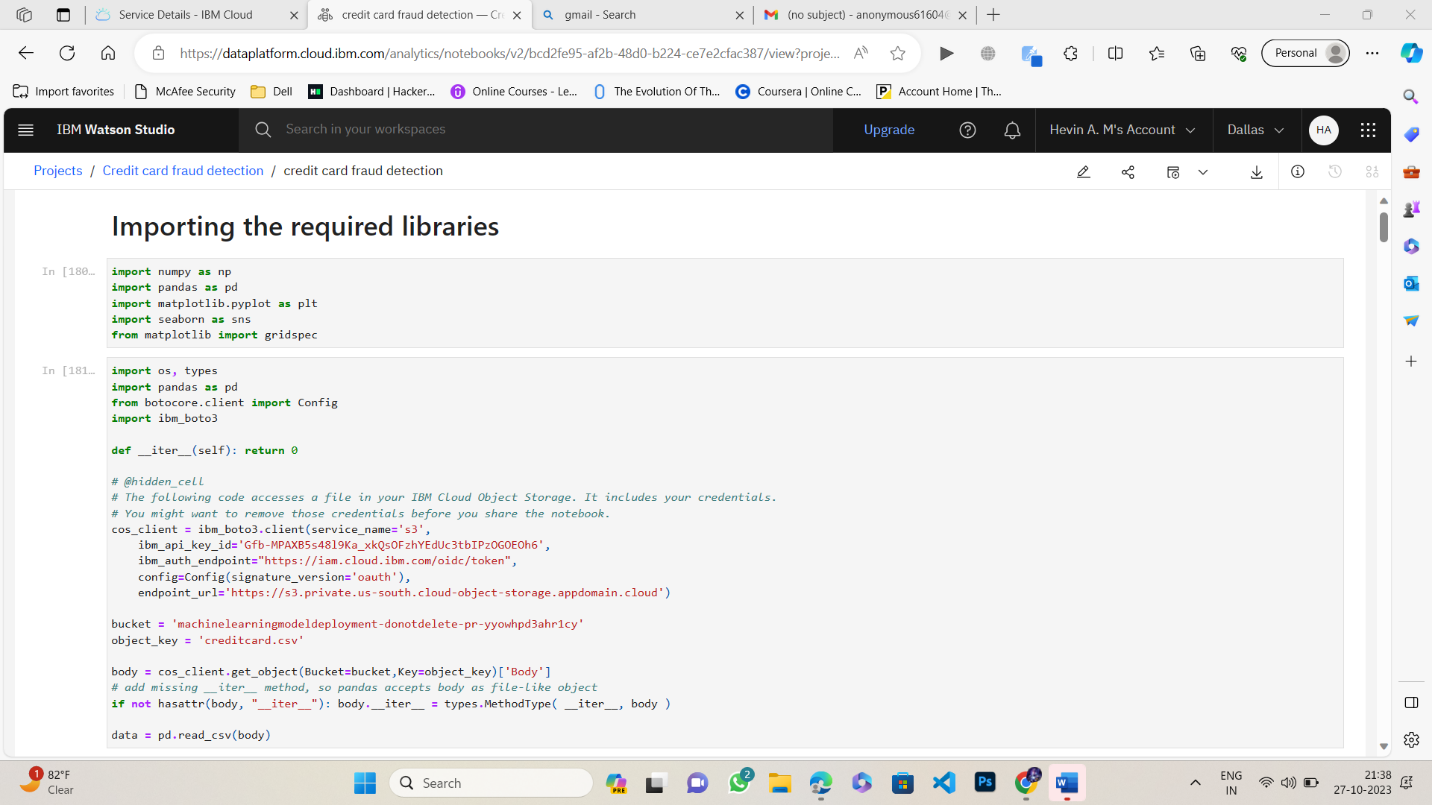 Service Details - IBM Cloud
credit card fraud detection — Cr
gmail - Search
(no subject) - anonymous61604@
https://dataplatform.cloud.ibm.com/analytics/notebooks/v2/bcd2fe95-af2b-48d0-b224-ce7e2cfac387/view?proje...
Personal
Import favorites
McAfee Security
Dell
Dashboard | Hacker...
Online Courses - Le...
The Evolution Of Th...
Coursera | Online C...
Account Home | Th...
IBM Watson Studio
Search in your workspaces
Upgrade
Hevin A. M's Account
Dallas
HA
Projects / Credit card fraud detection / credit card fraud detection
Importing the required libraries
In [180...
import numpy as np
import pandas as pd
import matplotlib.pyplot as plt
import seaborn as sns
from matplotlib import gridspec
In [181...
import os, types
import pandas as pd
from botocore.client import Config
import ibm_boto3
def __iter__(self): return 0
# @hidden_cell
# The following code accesses a file in your IBM Cloud Object Storage. It includes your credentials.
# You might want to remove those credentials before you share the notebook.
cos_client = ibm_boto3.client(service_name='s3',
ibm_api_key_id='Gfb-MPAXB5s48l9Ka_xkQsOFzhYEdUc3tbIPzOGOEOh6',
ibm_auth_endpoint="https://iam.cloud.ibm.com/oidc/token",
config=Config(signature_version='oauth'),
endpoint_url='https://s3.private.us-south.cloud-object-storage.appdomain.cloud')
bucket = 'machinelearningmodeldeployment-donotdelete-pr-yyowhpd3ahr1cy'
object_key = 'creditcard.csv'
body = cos_client.get_object(Bucket=bucket,Key=object_key)['Body']
# add missing __iter__ method, so pandas accepts body as file-like object
if not hasattr(body, "__iter__"): body.__iter__ = types.MethodType( __iter__, body )
data = pd.read_csv(body)
1
82°F
Clear
Search
PRE
2
Ps
ENG
IN
21:38
27-10-2023